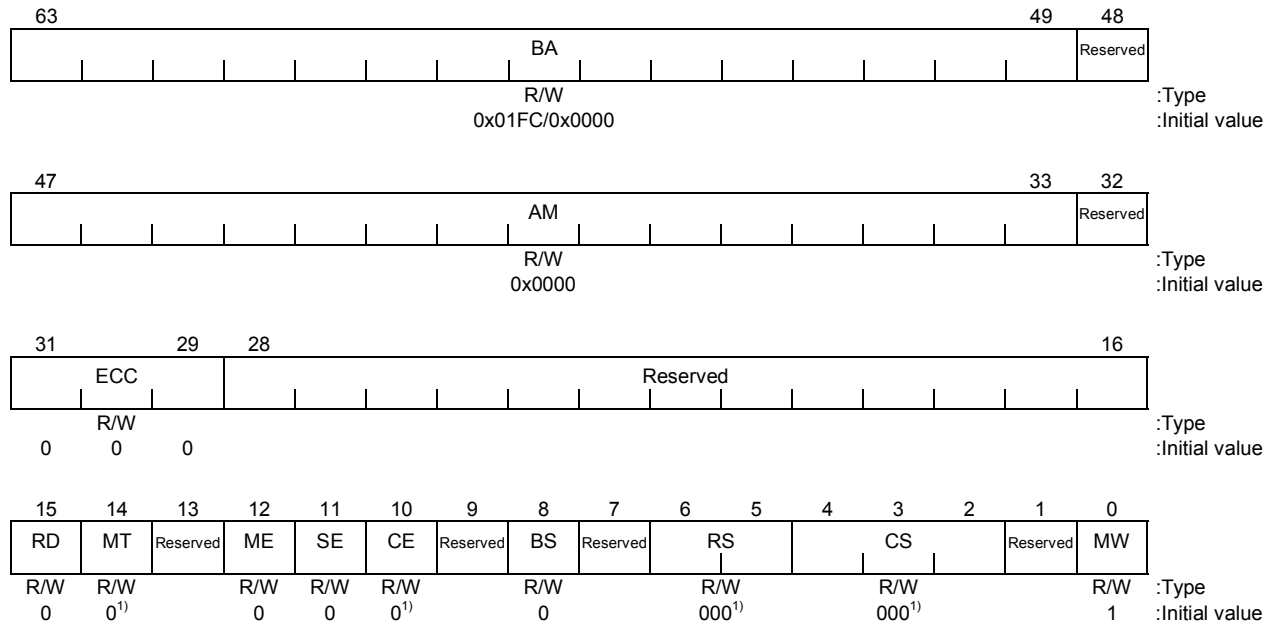 63 49 48
BA Reserved
R/W :Type
0x01FC/0x0000 :Initial value
47 33 32
AM Reserved
R/W :Type
0x0000 :Initial value
31 29 28 16
ECC Reserved
R/W :Type
0 0 0 :Initial value
15 14 13 12 11 10 9 8 7 6 5 4 3 2 1 0
RD MT Reserved ME SE CE Reserved BS Reserved RS CS Reserved MW
R/W R/W R/W R/W R/W R/W R/W R/W R/W :Type
0 0¹⁾ 0 0 0¹⁾ 0 000¹⁾ 000¹⁾ 1 :Initial value